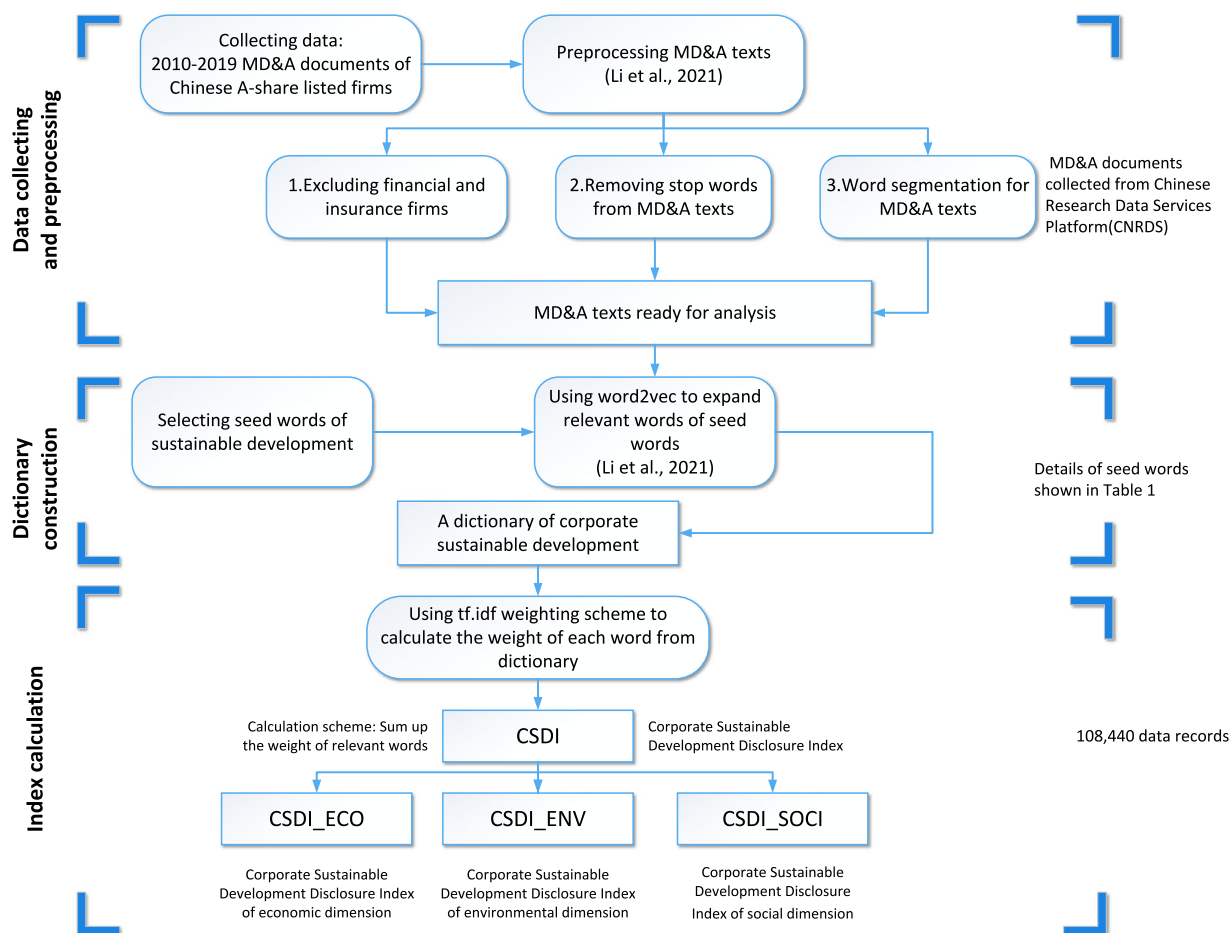 Collecting data:
2010-2019 MD&A documents of
Chinese A-share listed firms
Preprocessing MD&A texts
(Li et al., 2021)
Data collecting
and preprocessing
1.Excluding financial and
insurance firms
2.Removing stop words
from MD&A texts
3.Word segmentation for
MD&A texts
MD&A documents
collected from Chinese
Research Data Services
Platform(CNRDS)
MD&A texts ready for analysis
Dictionary
construction
Selecting seed words of
sustainable development
Using word2vec to expand
relevant words of seed
words
(Li et al., 2021)
Details of seed words
shown in Table 1
A dictionary of corporate
sustainable development
Index calculation
Using tf.idf weighting scheme to
calculate the weight of each word from
dictionary
Calculation scheme: Sum up
the weight of relevant words
CSDI
Corporate Sustainable
Development Disclosure Index
108,440 data records
CSDI_ECO
CSDI_ENV
CSDI_SOCI
Corporate Sustainable
Development Disclosure Index
of economic dimension
Corporate Sustainable
Development Disclosure Index
of environmental dimension
Corporate Sustainable
Development Disclosure
Index of social dimension